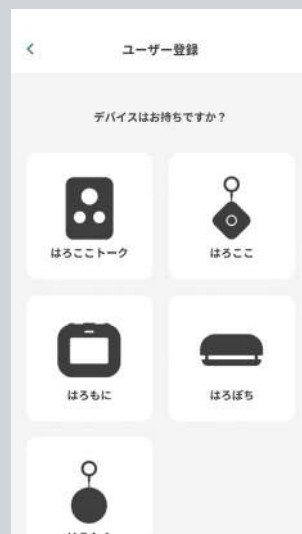 ユーザー登録
デバイスはお持ちですか？
はろここトーク
はろここ
はろもに
はろぽち